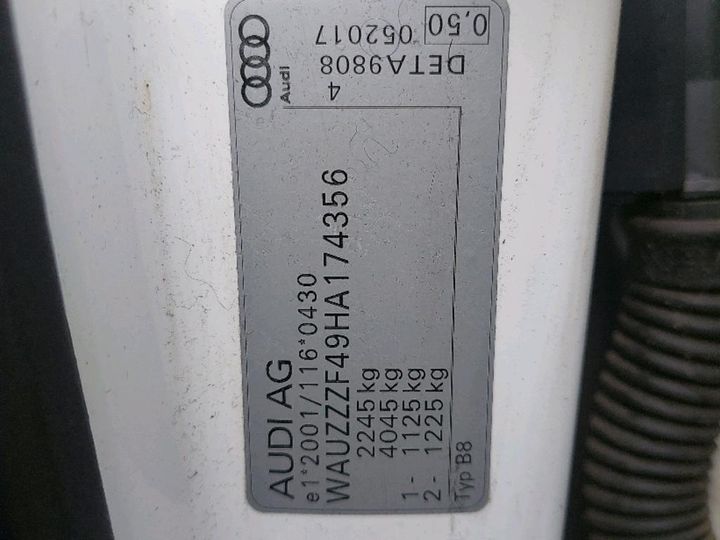 AUDI AG
e1*2001/116*0430
WAUZZZF49HA174356
2245 kg
4045 kg
1- 1125 kg
2- 1225 kg
Typ B8
Audi
4
DETA9808
052017
0,50